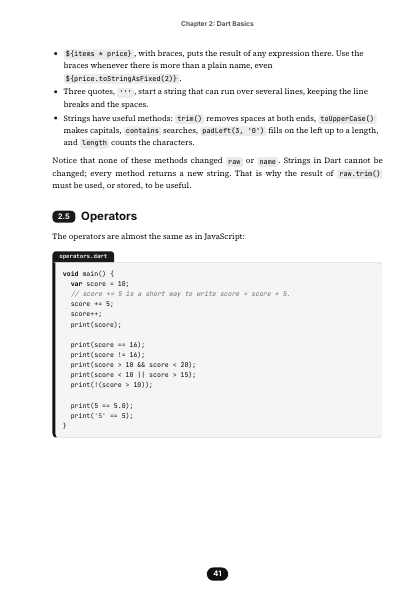 Chapter 2: Dart Basics
• ${items * price}, with braces, puts the result of any expression there. Use the
braces whenever there is more than a plain name, even
${price.toStringAsFixed(2)}.
• Three quotes, ''', start a string that can run over several lines, keeping the line
breaks and the spaces.
• Strings have useful methods: trim() removes spaces at both ends, toUpperCase()
makes capitals, contains searches, padLeft(3, '0') fills on the left up to a length,
and length counts the characters.
Notice that none of these methods changed raw or name. Strings in Dart cannot be
changed; every method returns a new string. That is why the result of raw.trim()
must be used, or stored, to be useful.
2.5 Operators
The operators are almost the same as in JavaScript:
operators.dart
void main() {
  var score = 10;
  // score += 5 is a short way to write score = score + 5.
  score += 5;
  score++;
  print(score);

  print(score == 16);
  print(score != 16);
  print(score > 10 && score < 20);
  print(score < 10 || score > 15);
  print(!(score > 10));

  print(5 == 5.0);
  print('5' == 5);
}
41